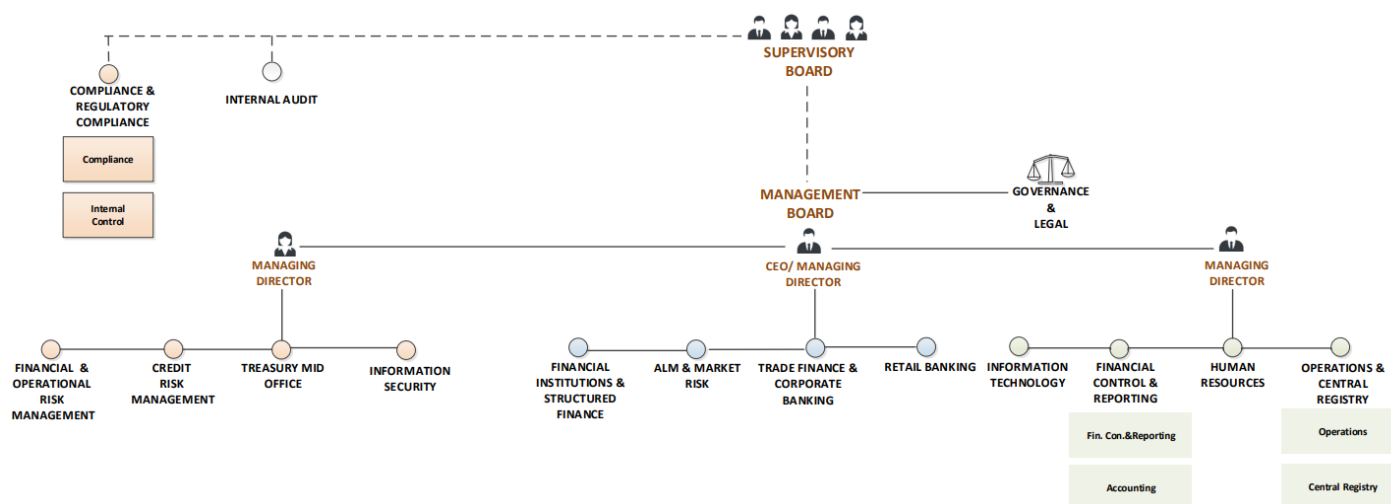 SUPERVISORY
BOARD
COMPLIANCE &
REGULATORY
COMPLIANCE
INTERNAL AUDIT
Compliance
Internal
Control
MANAGEMENT
BOARD
GOVERNANCE
&
LEGAL
MANAGING
DIRECTOR
CEO/ MANAGING
DIRECTOR
MANAGING
DIRECTOR
FINANCIAL &
OPERATIONAL
RISK
MANAGEMENT
CREDIT
RISK
MANAGEMENT
TREASURY MID
OFFICE
INFORMATION
SECURITY
FINANCIAL
INSTITUTIONS &
STRUCTURED
FINANCE
ALM & MARKET
RISK
TRADE FINANCE &
CORPORATE
BANKING
RETAIL BANKING
INFORMATION
TECHNOLOGY
FINANCIAL
CONTROL &
REPORTING
HUMAN
RESOURCES
OPERATIONS &
CENTRAL
REGISTRY
Fin. Con.&Reporting
Accounting
Operations
Central Registry